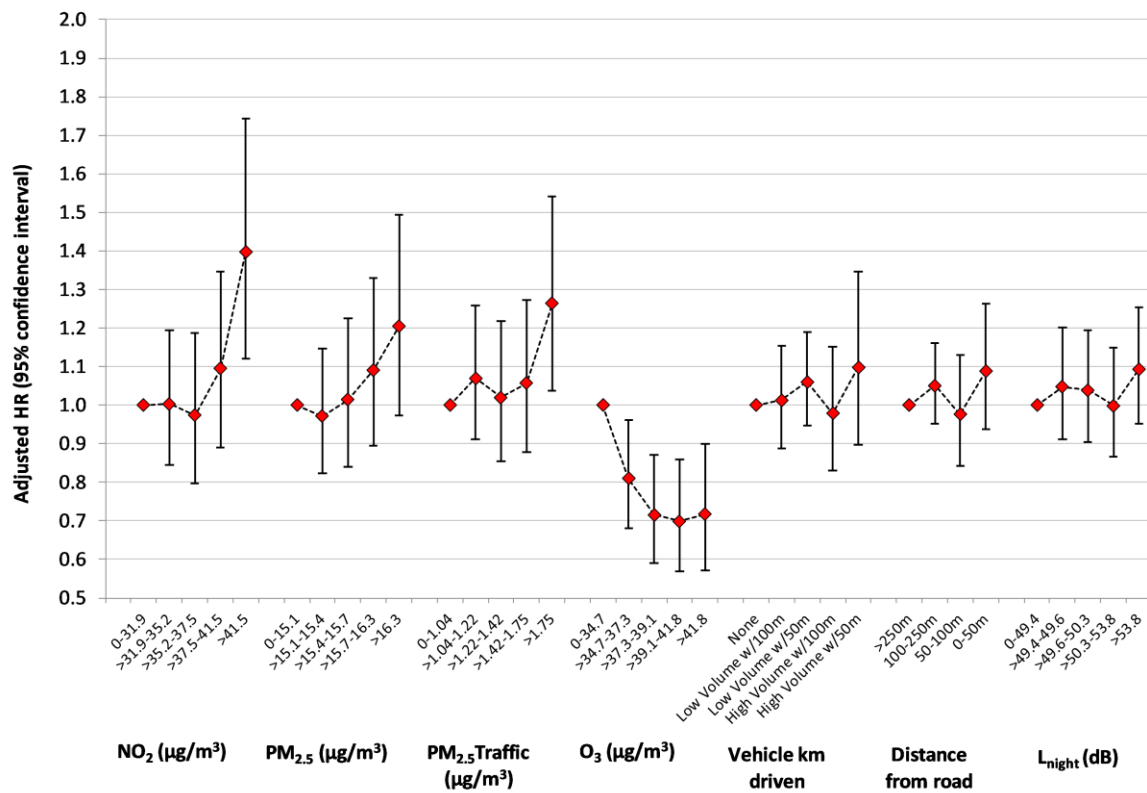 Adjusted HR (95% confidence interval)
2.0
1.9
1.8
1.7
1.6
1.5
1.4
1.3
1.2
1.1
1.0
0.9
0.8
0.7
0.6
0.5
0-31.9
>31.9-35.2
>35.2-37.5
>37.5-41.5
>41.5
0-15.1
>15.1-15.4
>15.4-15.7
>15.7-16.3
>16.3
0-1.04
>1.04-1.22
>1.22-1.42
>1.42-1.75
>1.75
0-34.7
>34.7-37.3
>37.3-39.1
>39.1-41.8
>41.8
None
Low Volume w/100m
Low Volume w/50m
High Volume w/100m
High Volume w/50m
>250m
100-250m
50-100m
0-50m
0-49.4
>49.4-49.6
>49.6-50.3
>50.3-53.8
>53.8
NO₂ (µg/m³)
PM₂.₅ (µg/m³)
PM₂.₅Traffic
(µg/m³)
O₃ (µg/m³)
Vehicle km
driven
Distance
from road
Lnight (dB)